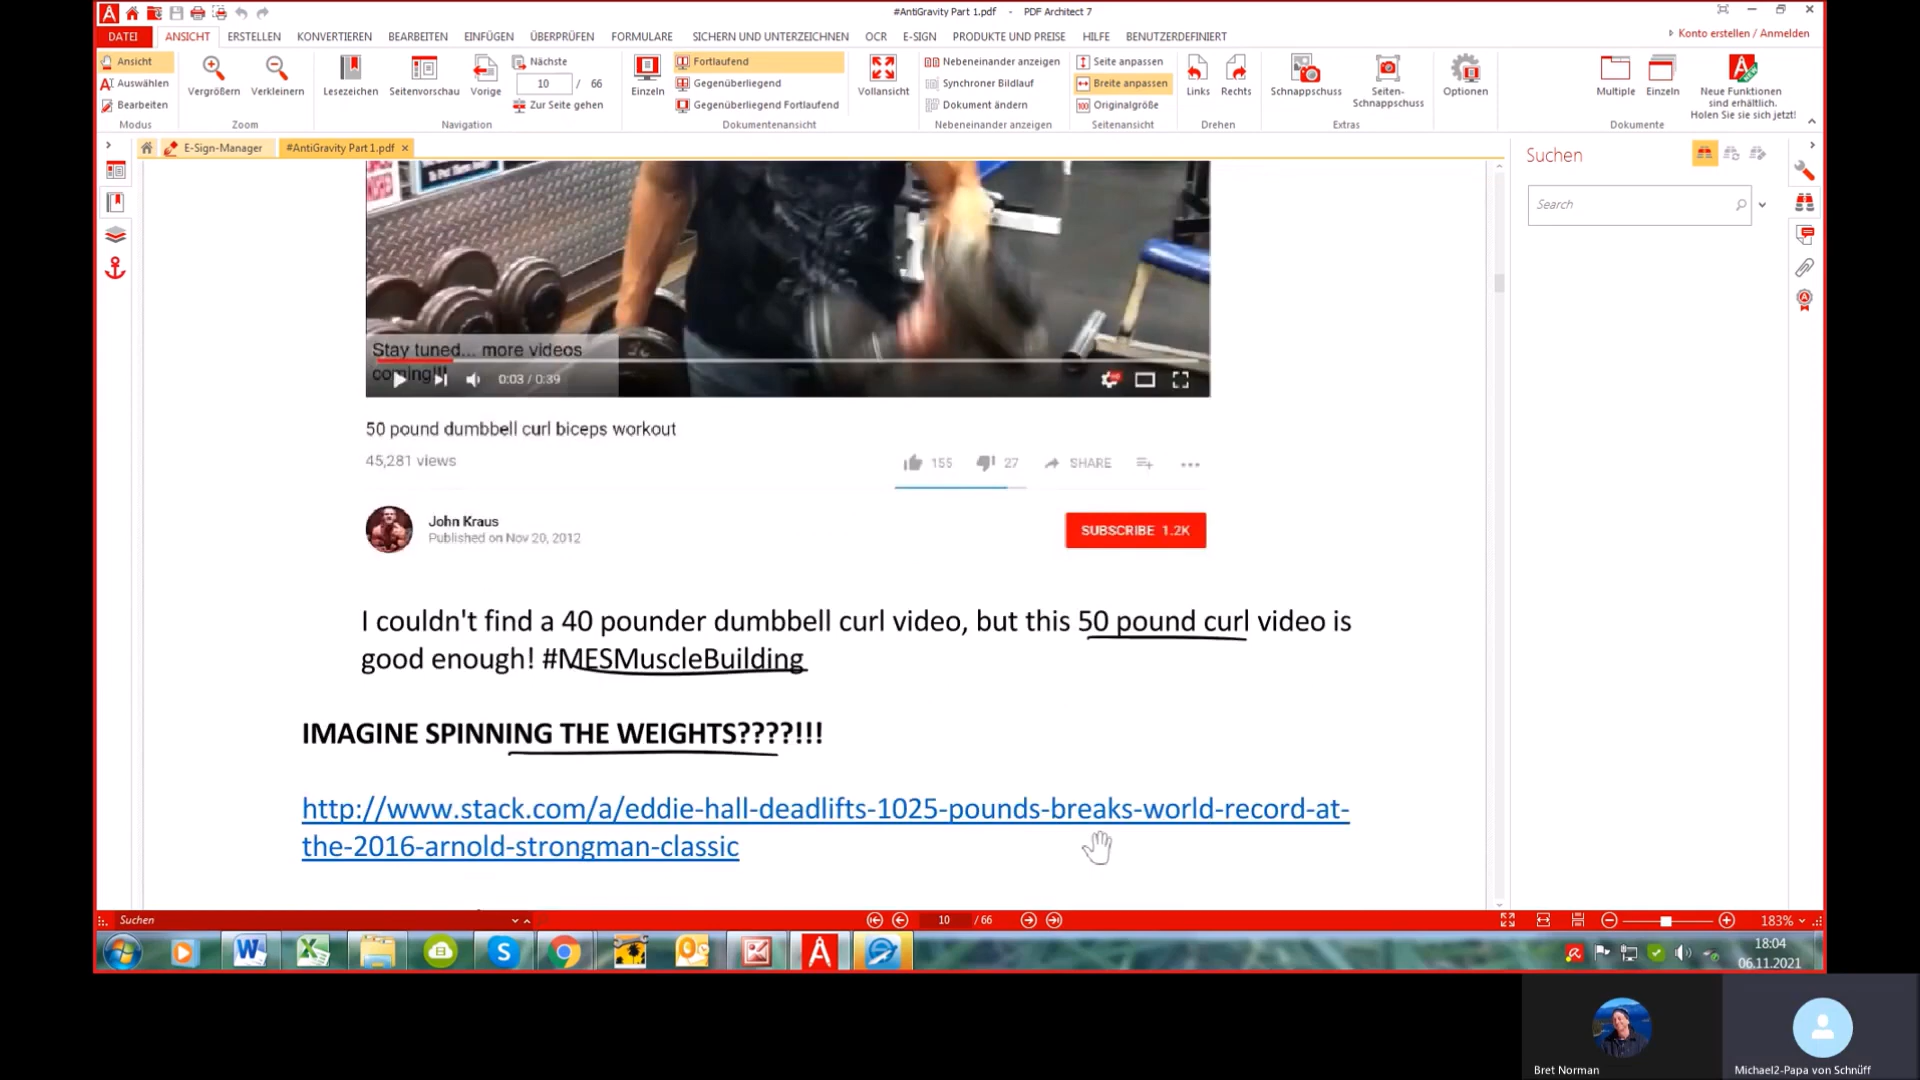 #AntiGravity Part 1.pdf - PDF Architect 7
DATEI ANSICHT ERSTELLEN KONVERTIEREN BEARBEITEN EINFÜGEN ÜBERPRÜFEN FORMULARE SICHERN UND UNTERZEICHNEN OCR E-SIGN PRODUKTE UND PREISE HILFE BENUTZERDEFINIERT
Konto erstellen / Anmelden
Ansicht
Auswählen
Bearbeiten
Modus
Vergrößern Verkleinern
Zoom
Lesezeichen Seitenvorschau Vorige
Nächste
10 / 66
Zur Seite gehen
Navigation
Einzeln
Fortlaufend
Gegenüberliegend
Gegenüberliegend Fortlaufend
Vollansicht
Dokumentenansicht
Nebeneinander anzeigen
Synchroner Bildlauf
Dokument ändern
Nebeneinander anzeigen
Seite anpassen
Breite anpassen
Originalgröße
Seitenansicht
Links Rechts
Drehen
Schnappschuss
Seiten-
Schnappschuss
Extras
Optionen
Multiple Einzeln
Dokumente
Neue Funktionen
sind erhältlich.
Holen Sie sie sich jetzt!
E-Sign-Manager
#AntiGravity Part 1.pdf
Suchen
Search
Stay tuned... more videos
coming!!!
0:03 / 0:39
50 pound dumbbell curl biceps workout
45,281 views
155 27 SHARE
John Kraus
Published on Nov 20, 2012
SUBSCRIBE 1.2K
I couldn't find a 40 pounder dumbbell curl video, but this 50 pound curl video is
good enough! #MESMuscleBuilding
IMAGINE SPINNING THE WEIGHTS????!!!
http://www.stack.com/a/eddie-hall-deadlifts-1025-pounds-breaks-world-record-at-
the-2016-arnold-strongman-classic
Suchen
10 / 66
183%
18:04
06.11.2021
Bret Norman
Michael2-Papa von Schnüff